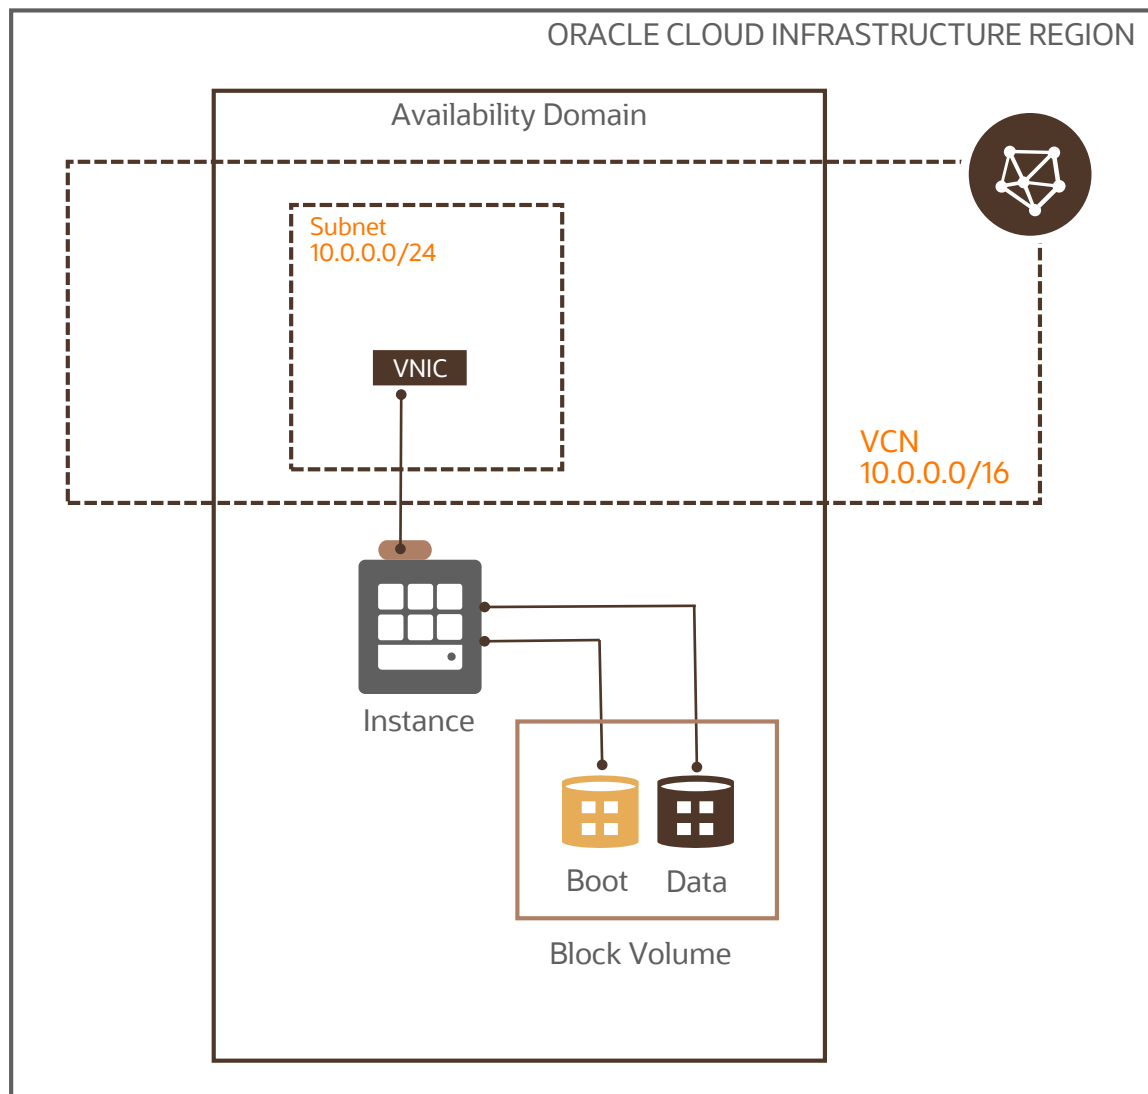 ORACLE CLOUD INFRASTRUCTURE REGION
Availability Domain
Subnet
10.0.0.0/24
VNIC
VCN
10.0.0.0/16
Instance
Boot
Data
Block Volume